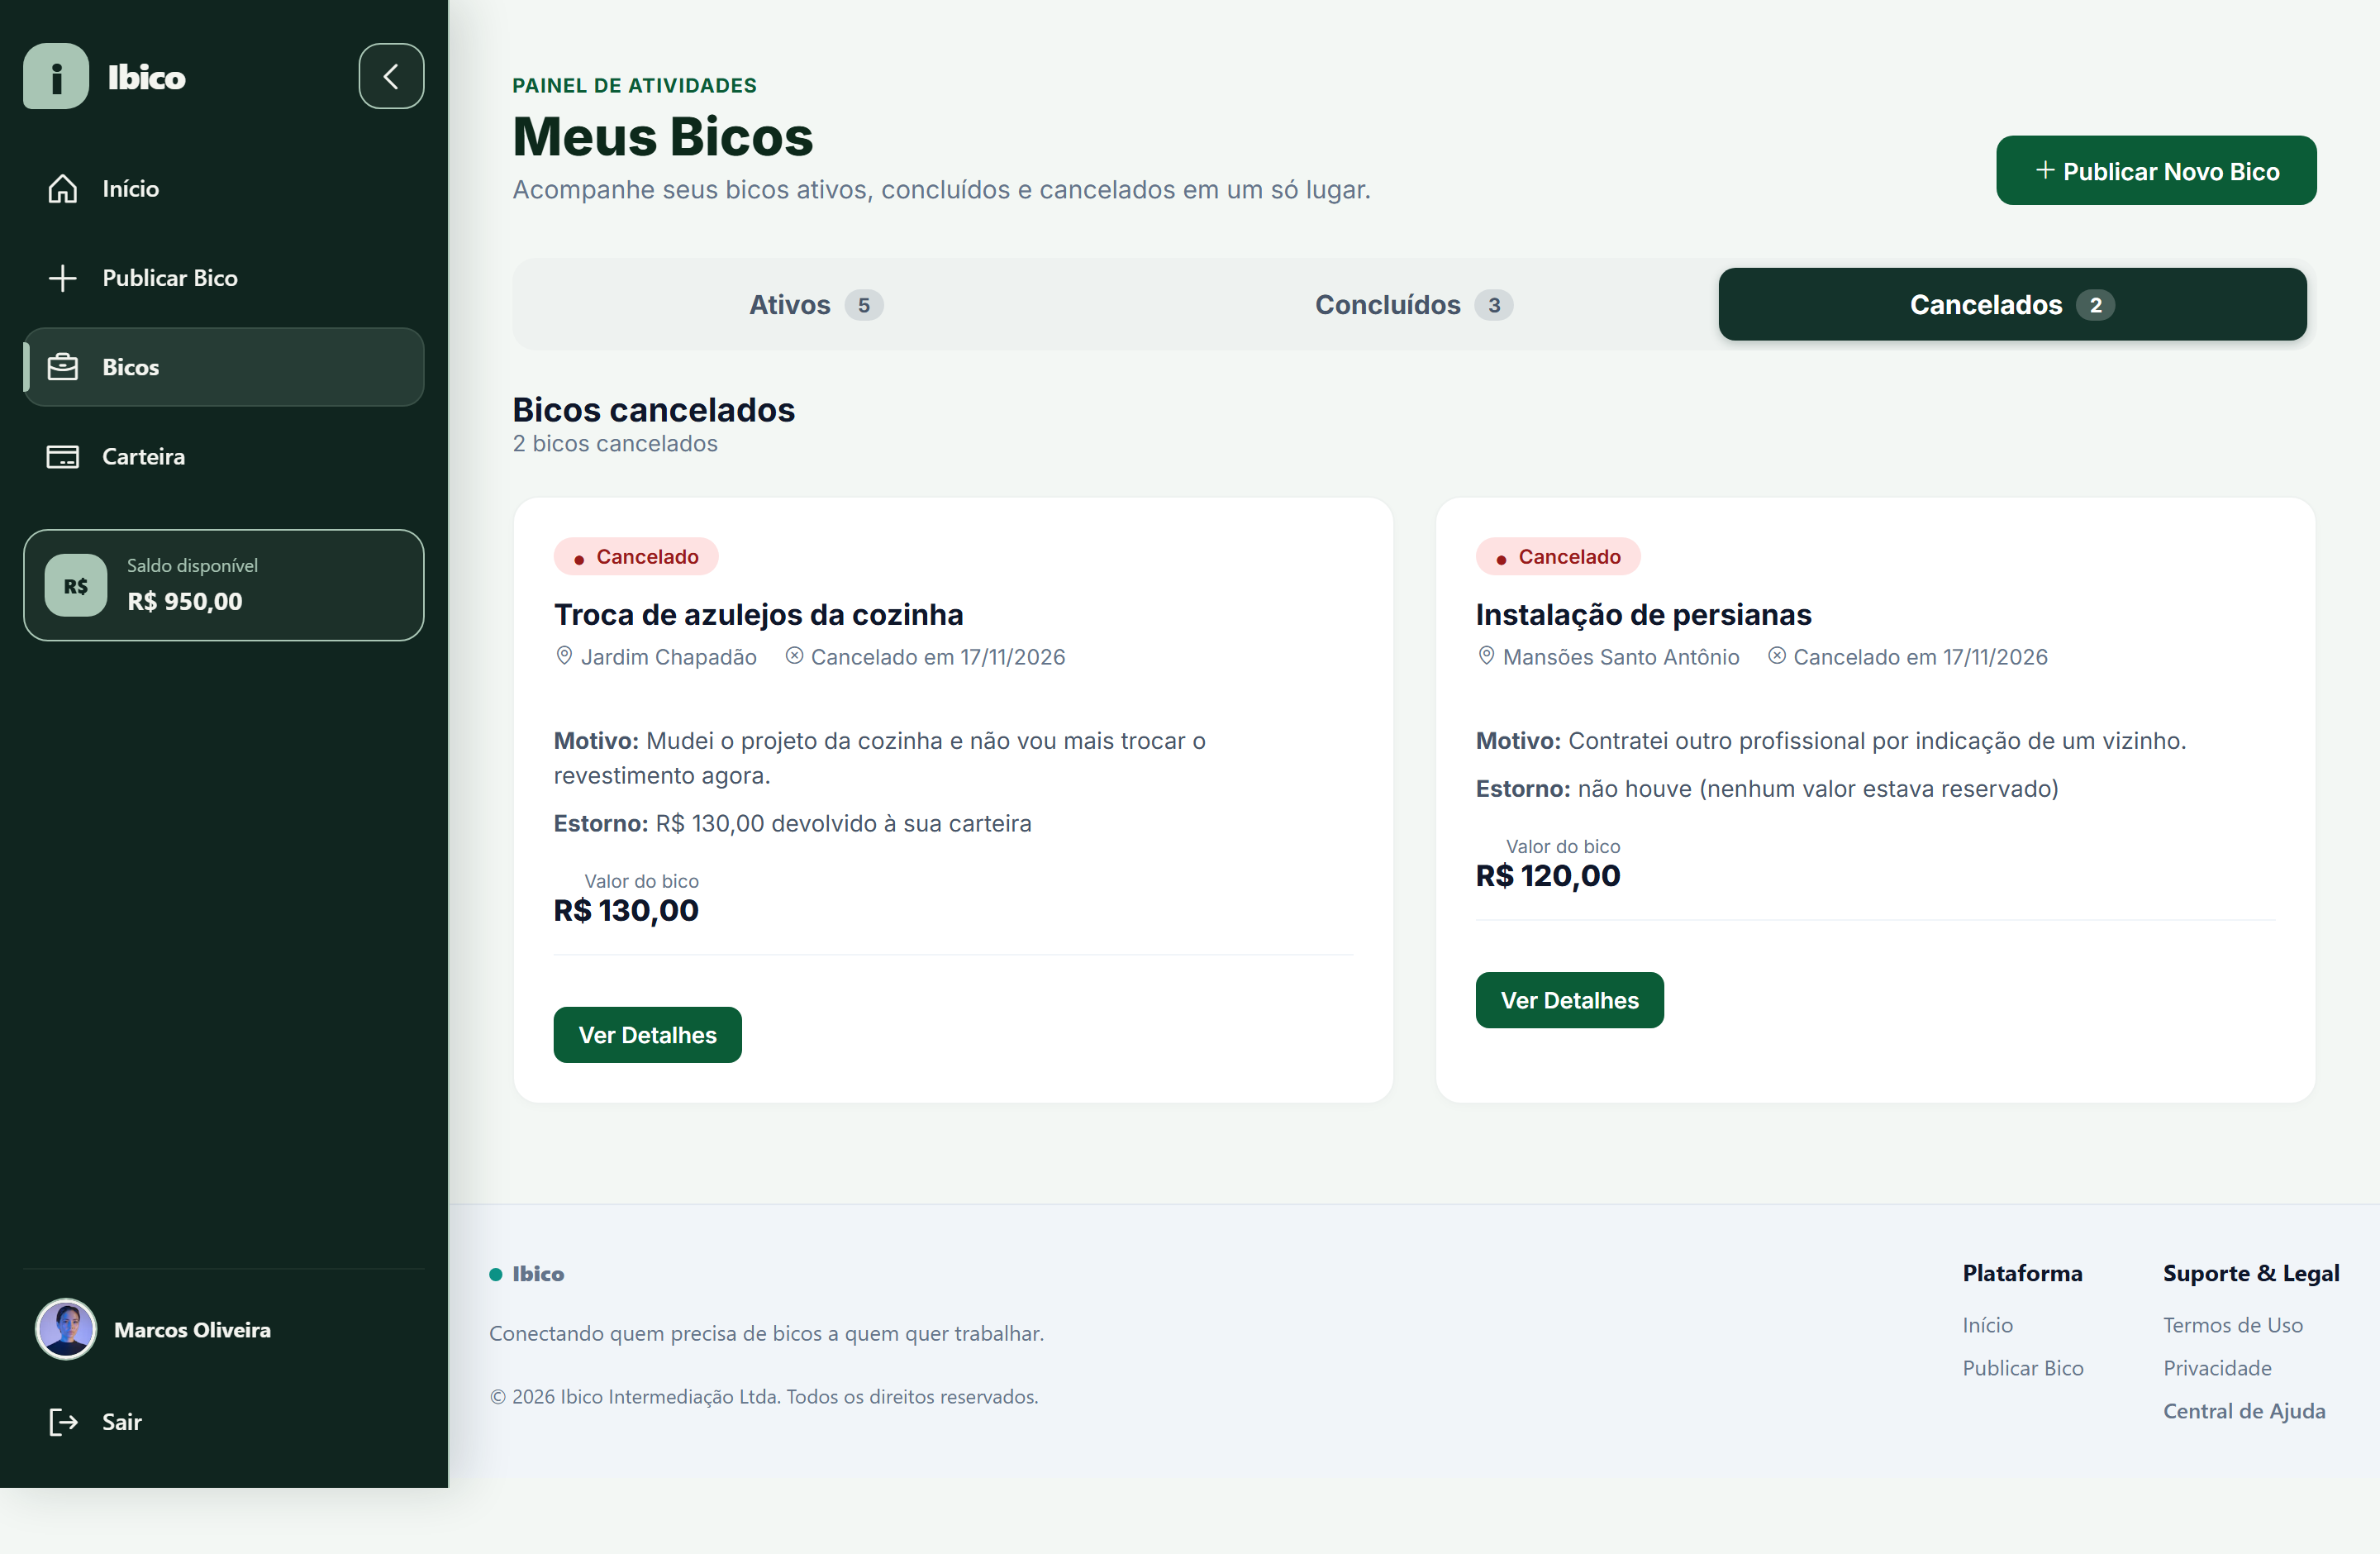 i
Ibico
Início
Publicar Bico
Bicos
Carteira
R$
Saldo disponível
R$ 950,00
Marcos Oliveira
Sair
PAINEL DE ATIVIDADES
Meus Bicos
Acompanhe seus bicos ativos, concluídos e cancelados em um só lugar.
+ Publicar Novo Bico
Ativos 5
Concluídos 3
Cancelados 2
Bicos cancelados
2 bicos cancelados
Cancelado
Troca de azulejos da cozinha
Jardim Chapadão Cancelado em 17/11/2026
Motivo: Mudei o projeto da cozinha e não vou mais trocar o
revestimento agora.
Estorno: R$ 130,00 devolvido à sua carteira
Valor do bico
R$ 130,00
Ver Detalhes
Cancelado
Instalação de persianas
Mansões Santo Antônio Cancelado em 17/11/2026
Motivo: Contratei outro profissional por indicação de um vizinho.
Estorno: não houve (nenhum valor estava reservado)
Valor do bico
R$ 120,00
Ver Detalhes
Ibico
Conectando quem precisa de bicos a quem quer trabalhar.
© 2026 Ibico Intermediação Ltda. Todos os direitos reservados.
Plataforma
Início
Publicar Bico
Suporte & Legal
Termos de Uso
Privacidade
Central de Ajuda